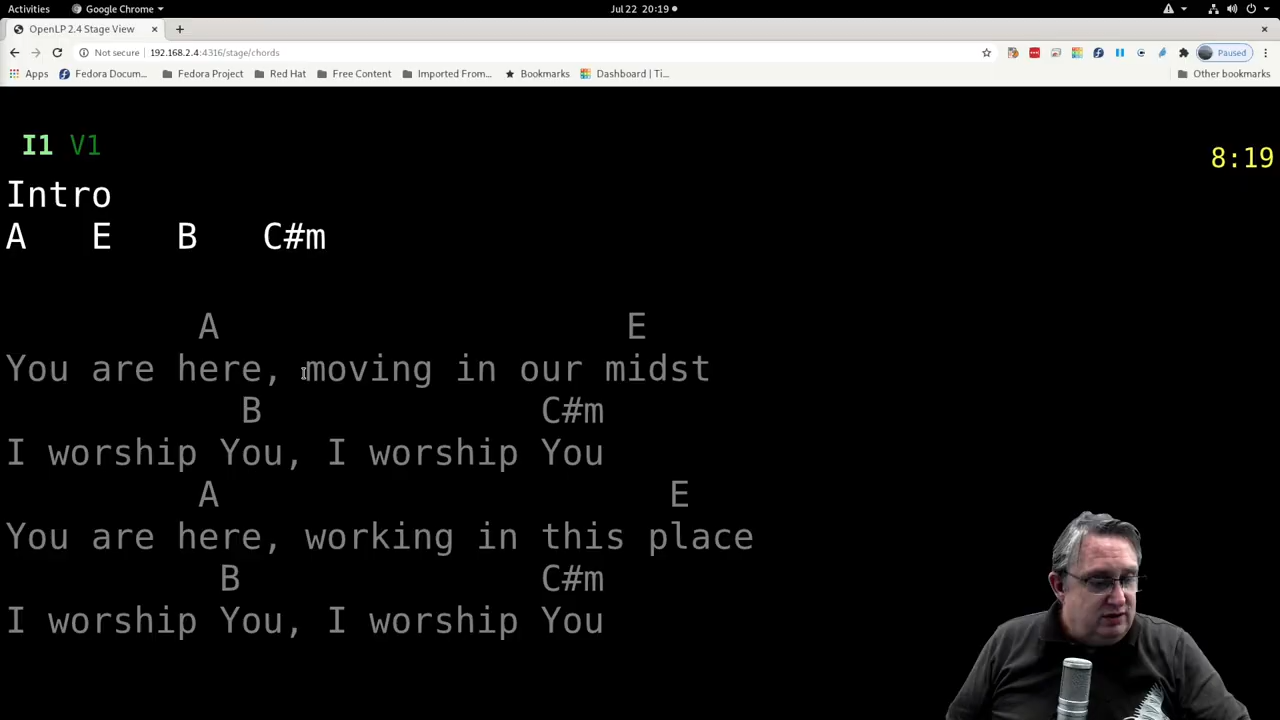 Activities Google Chrome Jul 22 20:19
OpenLP 2.4 Stage View
Not secure 192.168.2.4:4316/stage/chords Paused
Apps Fedora Docum... Fedora Project Red Hat Free Content Imported From... Bookmarks Dashboard | Ti... Other bookmarks
I1 V1
8:19
Intro
A E B C#m
A E
You are here, moving in our midst
B C#m
I worship You, I worship You
A E
You are here, working in this place
B C#m
I worship You, I worship You